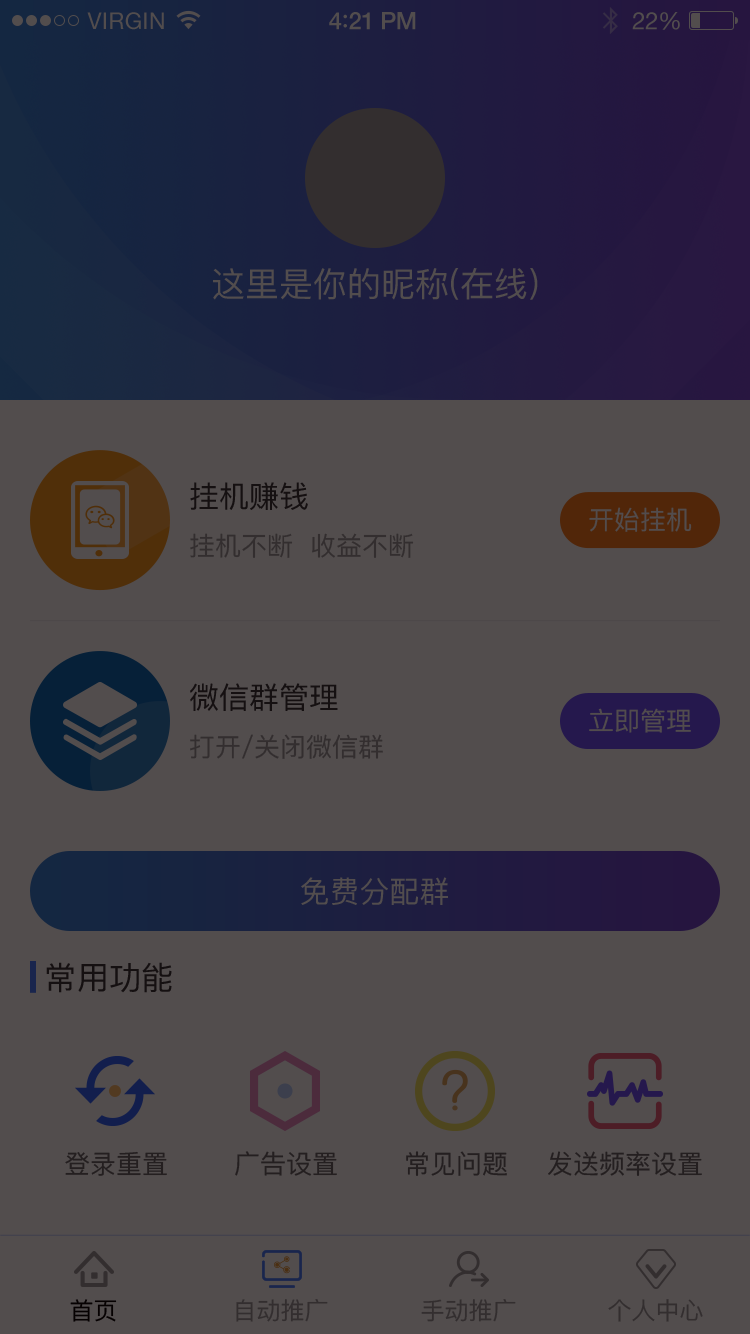 VIRGIN 4:21 PM 22%
这里是你的昵称(在线)
挂机赚钱
挂机不断 收益不断
开始挂机
微信群管理
打开/关闭微信群
立即管理
免费分配群
常用功能
登录重置 广告设置 常见问题 发送频率设置
首页 自动推广 手动推广 个人中心